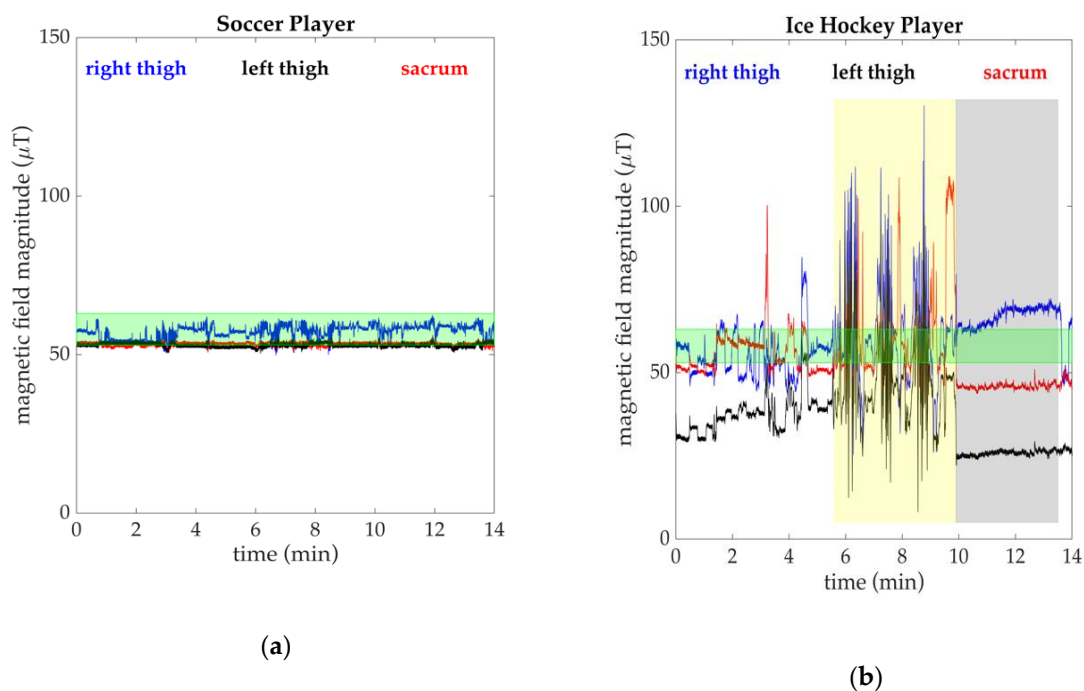 Soccer Player
150
100
50
0
right thigh left thigh sacrum
magnetic field magnitude (μT)
0 2 4 6 8 10 12 14
time (min)
(a)
Ice Hockey Player
150
100
50
0
right thigh left thigh sacrum
magnetic field magnitude (μT)
0 2 4 6 8 10 12 14
time (min)
(b)